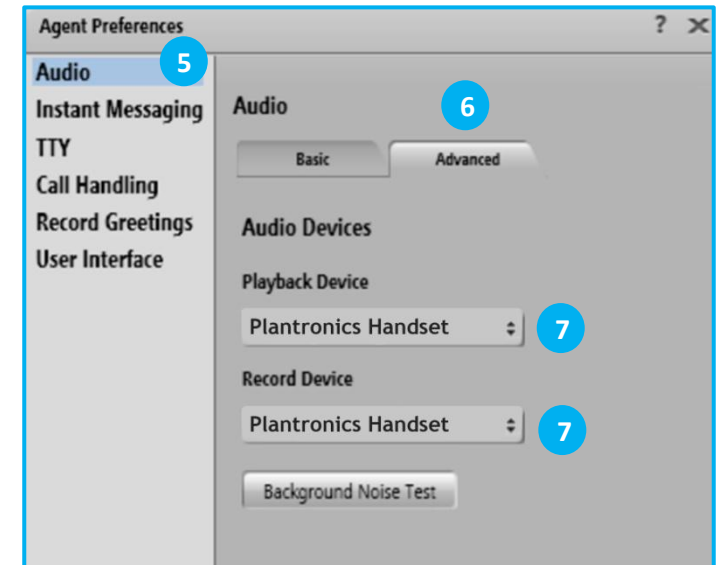 Agent Preferences ? ×
5
Audio
Instant Messaging
TTY
Call Handling
Record Greetings
User Interface
Audio
6
Basic Advanced
Audio Devices
Playback Device
Plantronics Handset 7
Record Device
Plantronics Handset 7
Background Noise Test